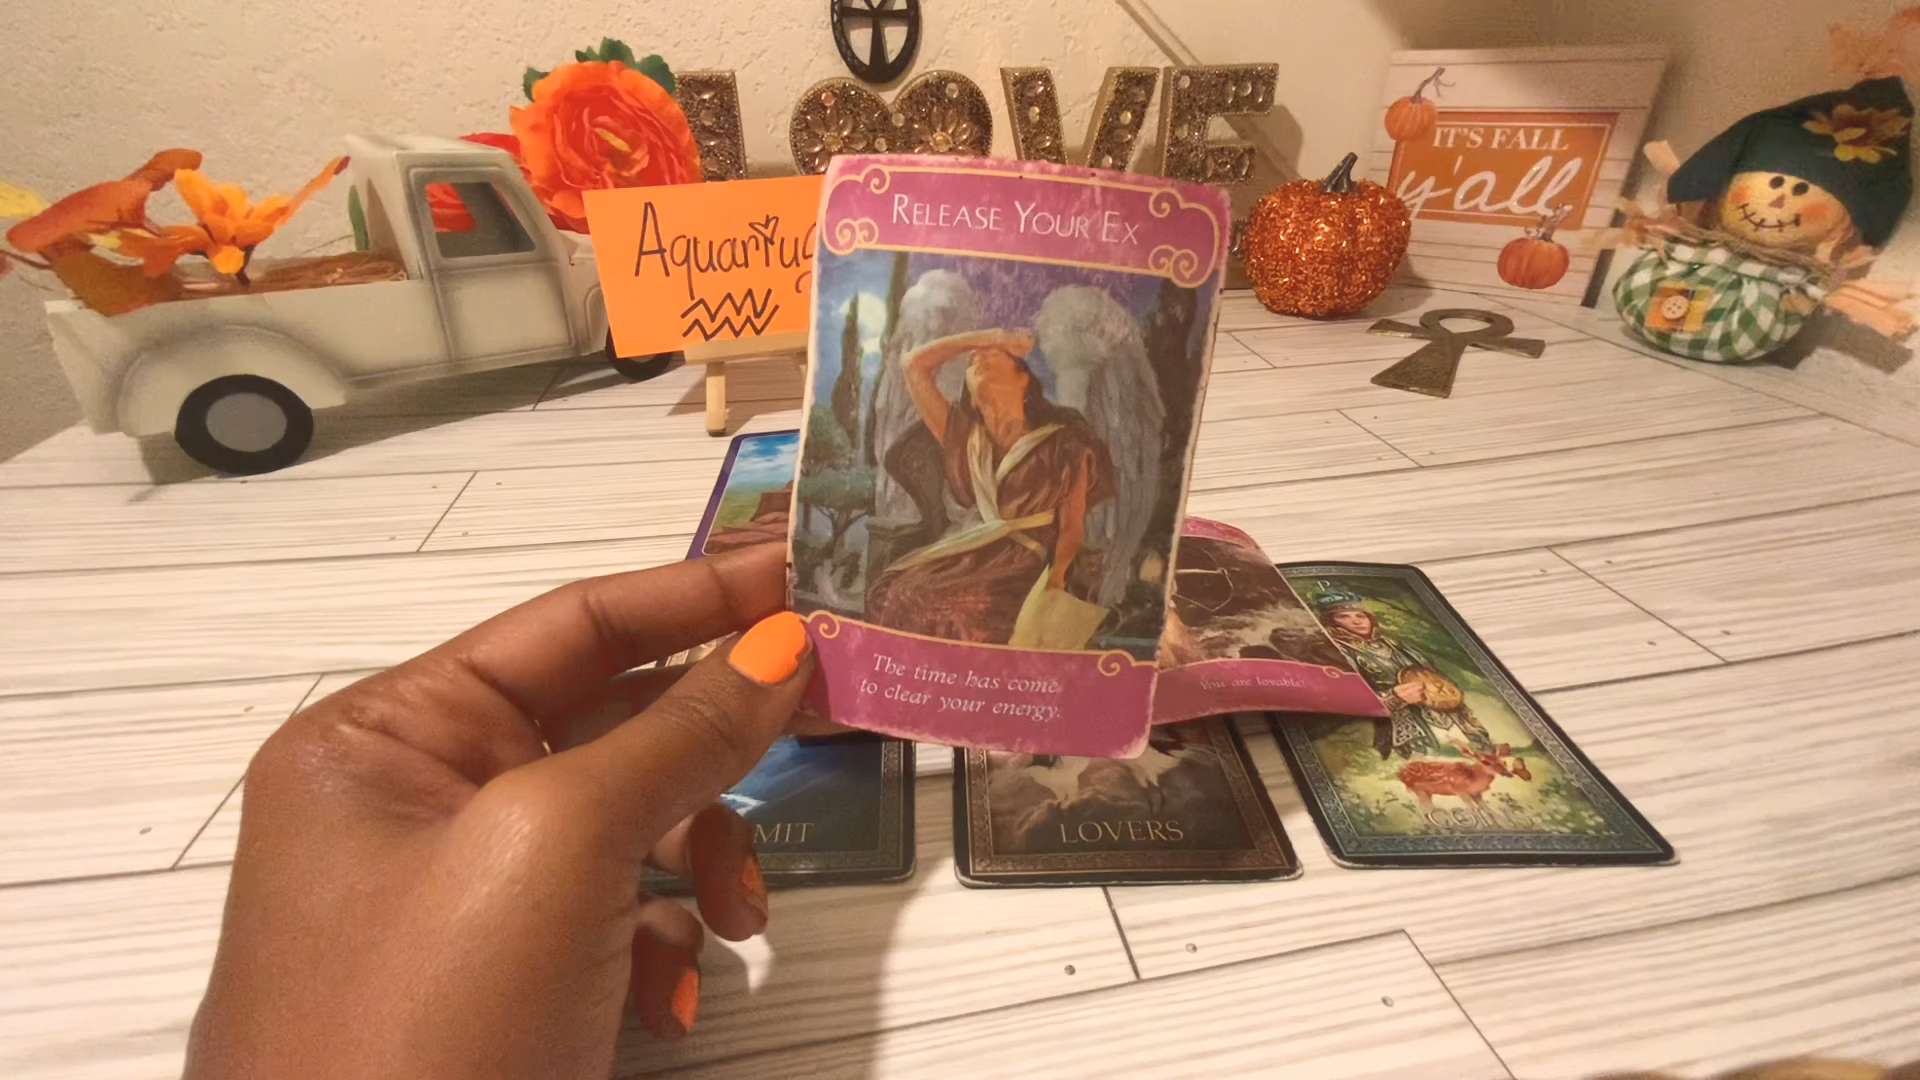 LOVE
IT'S FALL
y'all
Aquarius
RELEASE YOUR EX
The time has come
to clear your energy.
You are lovable!
MIT
LOVERS
COINS